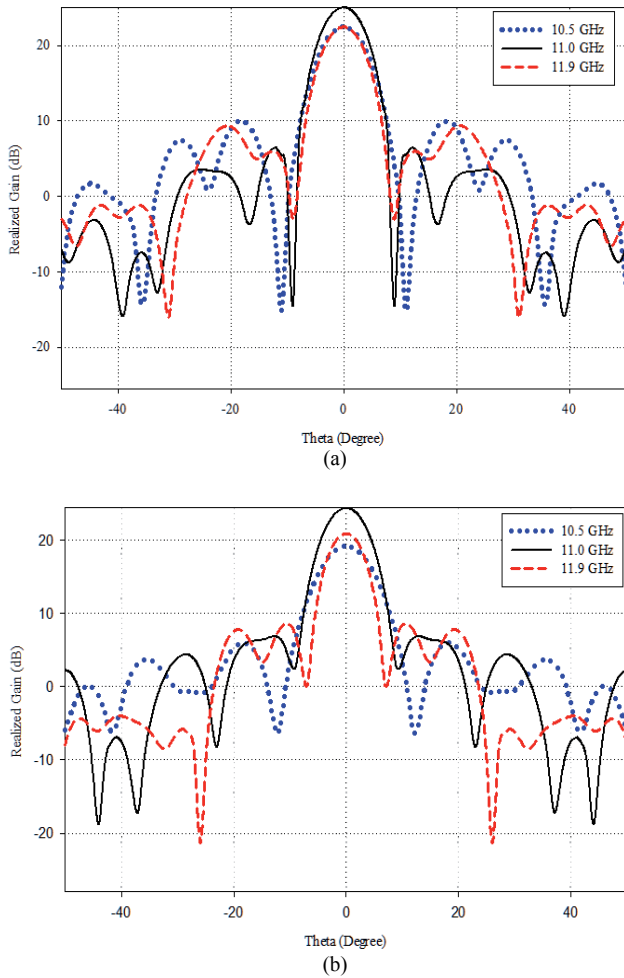 20
10
0
-10
-20
Realized Gain (dB)
10.5 GHz
11.0 GHz
11.9 GHz
-40 -20 0 20 40
Theta (Degree)
(a)
20
10
0
-10
-20
Realized Gain (dB)
10.5 GHz
11.0 GHz
11.9 GHz
-40 -20 0 20 40
Theta (Degree)
(b)